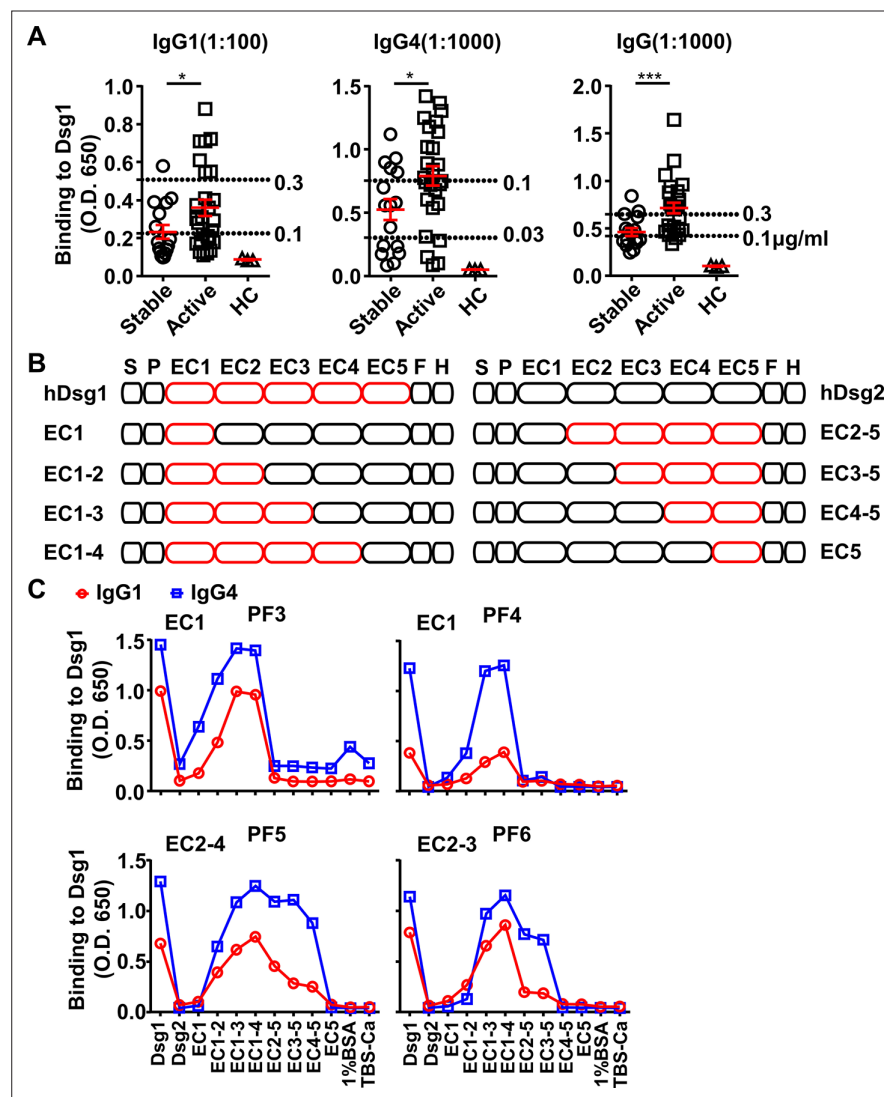 A
IgG1(1:100) IgG4(1:1000) IgG(1:1000)
Binding to Dsg1
(O.D. 650)
1.0
0.8
0.6
0.4
0.2
0.0
*
0.3
0.1
Stable Active HC
1.5
1.0
0.5
0.0
*
0.1
0.03
Stable Active HC
2.0
1.5
1.0
0.5
0.0
***
0.3
0.1µg/ml
Stable Active HC
B
S P EC1 EC2 EC3 EC4 EC5 F H S P EC1 EC2 EC3 EC4 EC5 F H
hDsg1 hDsg2
EC1 EC2-5
EC1-2 EC3-5
EC1-3 EC4-5
EC1-4 EC5
C IgG1 IgG4
EC1 PF3 EC1 PF4
Binding to Dsg1
(O.D. 650)
1.5
1.0
0.5
0.0
EC2-4 PF5 EC2-3 PF6
Binding to Dsg1
(O.D. 650)
1.5
1.0
0.5
0.0
Dsg1 Dsg2 EC1 EC1-2 EC1-3 EC1-4 EC2-5 EC3-5 EC4-5 EC5 1%BSA TBS-Ca
Dsg1 Dsg2 EC1 EC1-2 EC1-3 EC1-4 EC2-5 EC3-5 EC4-5 EC5 1%BSA TBS-Ca